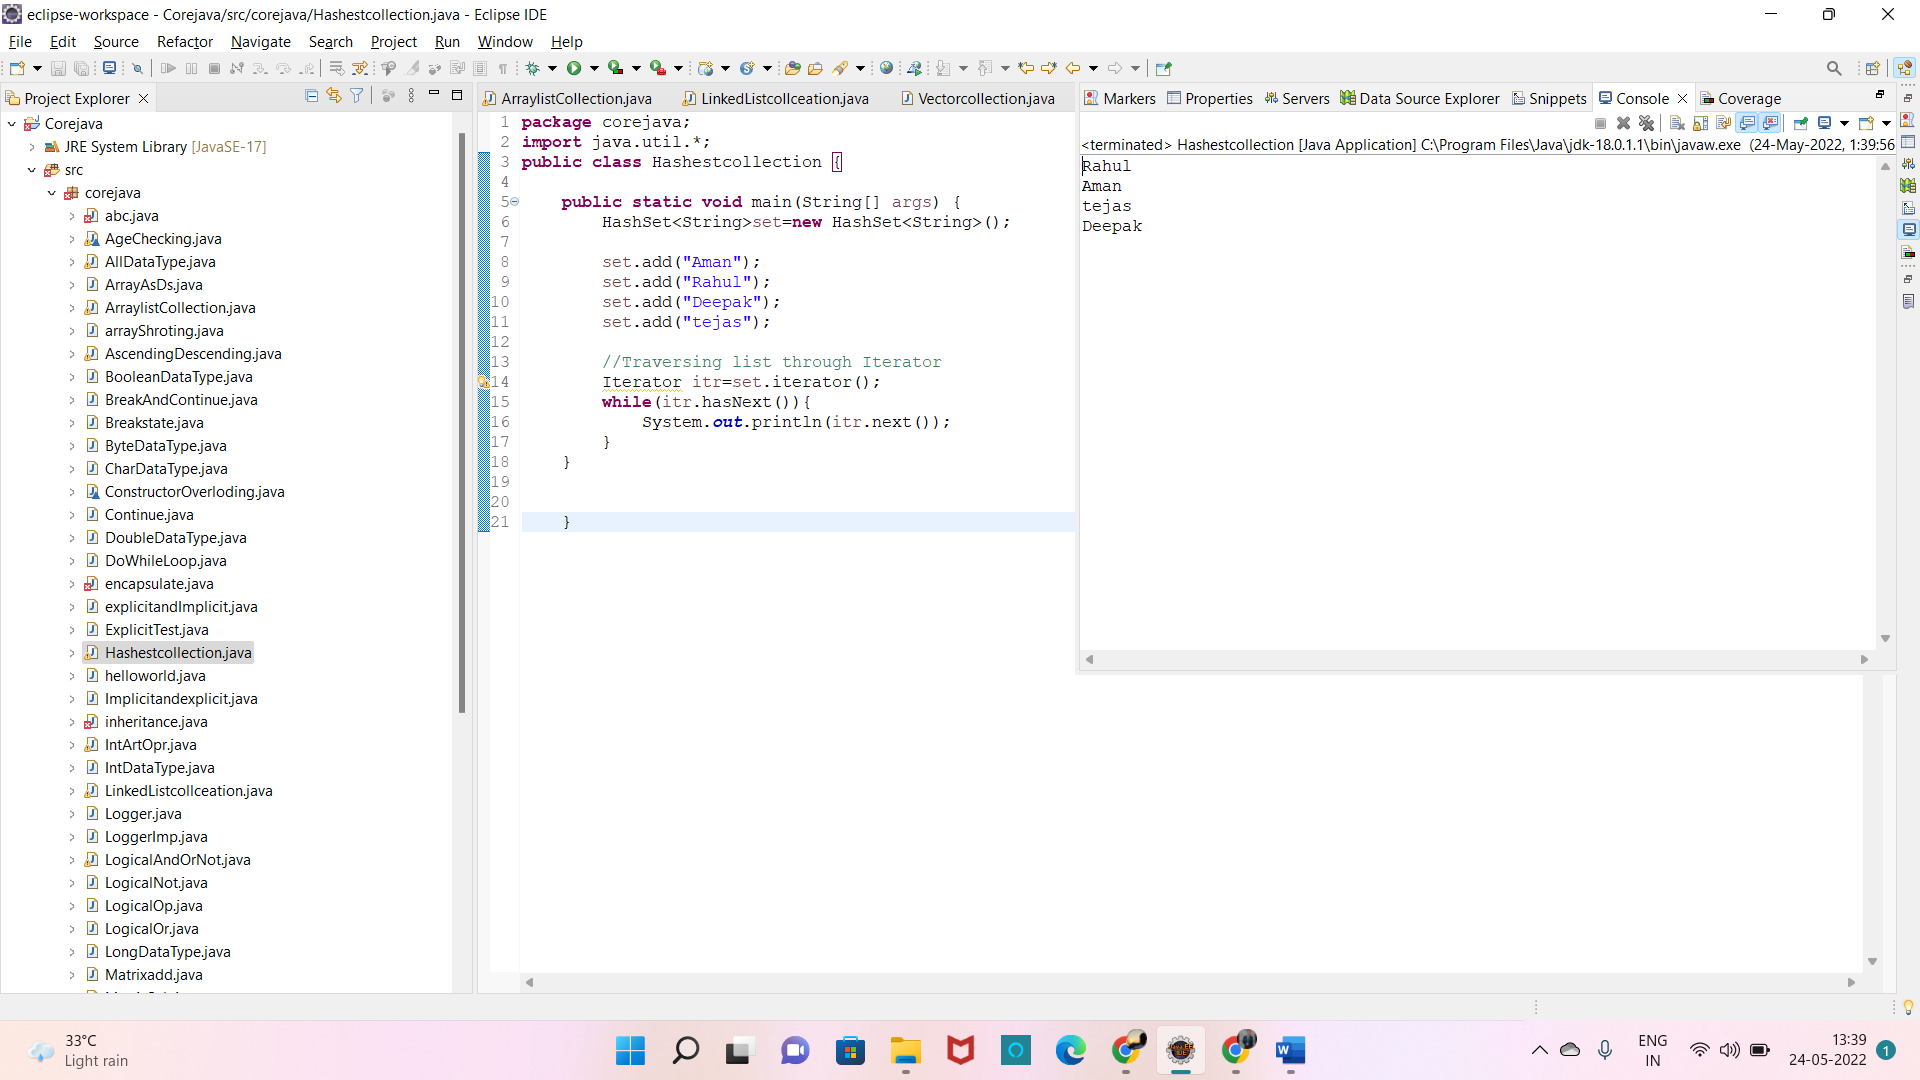 eclipse-workspace - Corejava/src/corejava/Hashestcollection.java - Eclipse IDE
File Edit Source Refactor Navigate Search Project Run Window Help
Project Explorer
Corejava
JRE System Library [JavaSE-17]
src
corejava
abc.java
AgeChecking.java
AllDataType.java
ArrayAsDs.java
ArraylistCollection.java
arrayShroting.java
AscendingDescending.java
BooleanDataType.java
BreakAndContinue.java
Breakstate.java
ByteDataType.java
CharDataType.java
ConstructorOverloding.java
Continue.java
DoubleDataType.java
DoWhileLoop.java
encapsulate.java
explicitandImplicit.java
ExplicitTest.java
Hashestcollection.java
helloworld.java
Implicitandexplicit.java
inheritance.java
IntArtOpr.java
IntDataType.java
LinkedListcollceation.java
Logger.java
LoggerImp.java
LogicalAndOrNot.java
LogicalNot.java
LogicalOp.java
LogicalOr.java
LongDataType.java
Matrixadd.java
ArraylistCollection.java LinkedListcollceation.java Vectorcollection.java
1 package corejava;
2 import java.util.*;
3 public class Hashestcollection {
4
5 public static void main(String[] args) {
6 HashSet<String>set=new HashSet<String>();
7
8 set.add("Aman");
9 set.add("Rahul");
10 set.add("Deepak");
11 set.add("tejas");
12
13 //Traversing list through Iterator
14 Iterator itr=set.iterator();
15 while(itr.hasNext()){
16 System.out.println(itr.next());
17 }
18 }
19
20
21 }
Markers Properties Servers Data Source Explorer Snippets Console Coverage
<terminated> Hashestcollection [Java Application] C:\Program Files\Java\jdk-18.0.1.1\bin\javaw.exe (24-May-2022, 1:39:56
Rahul
Aman
tejas
Deepak
33°C
Light rain
ENG
IN
13:39
24-05-2022
1